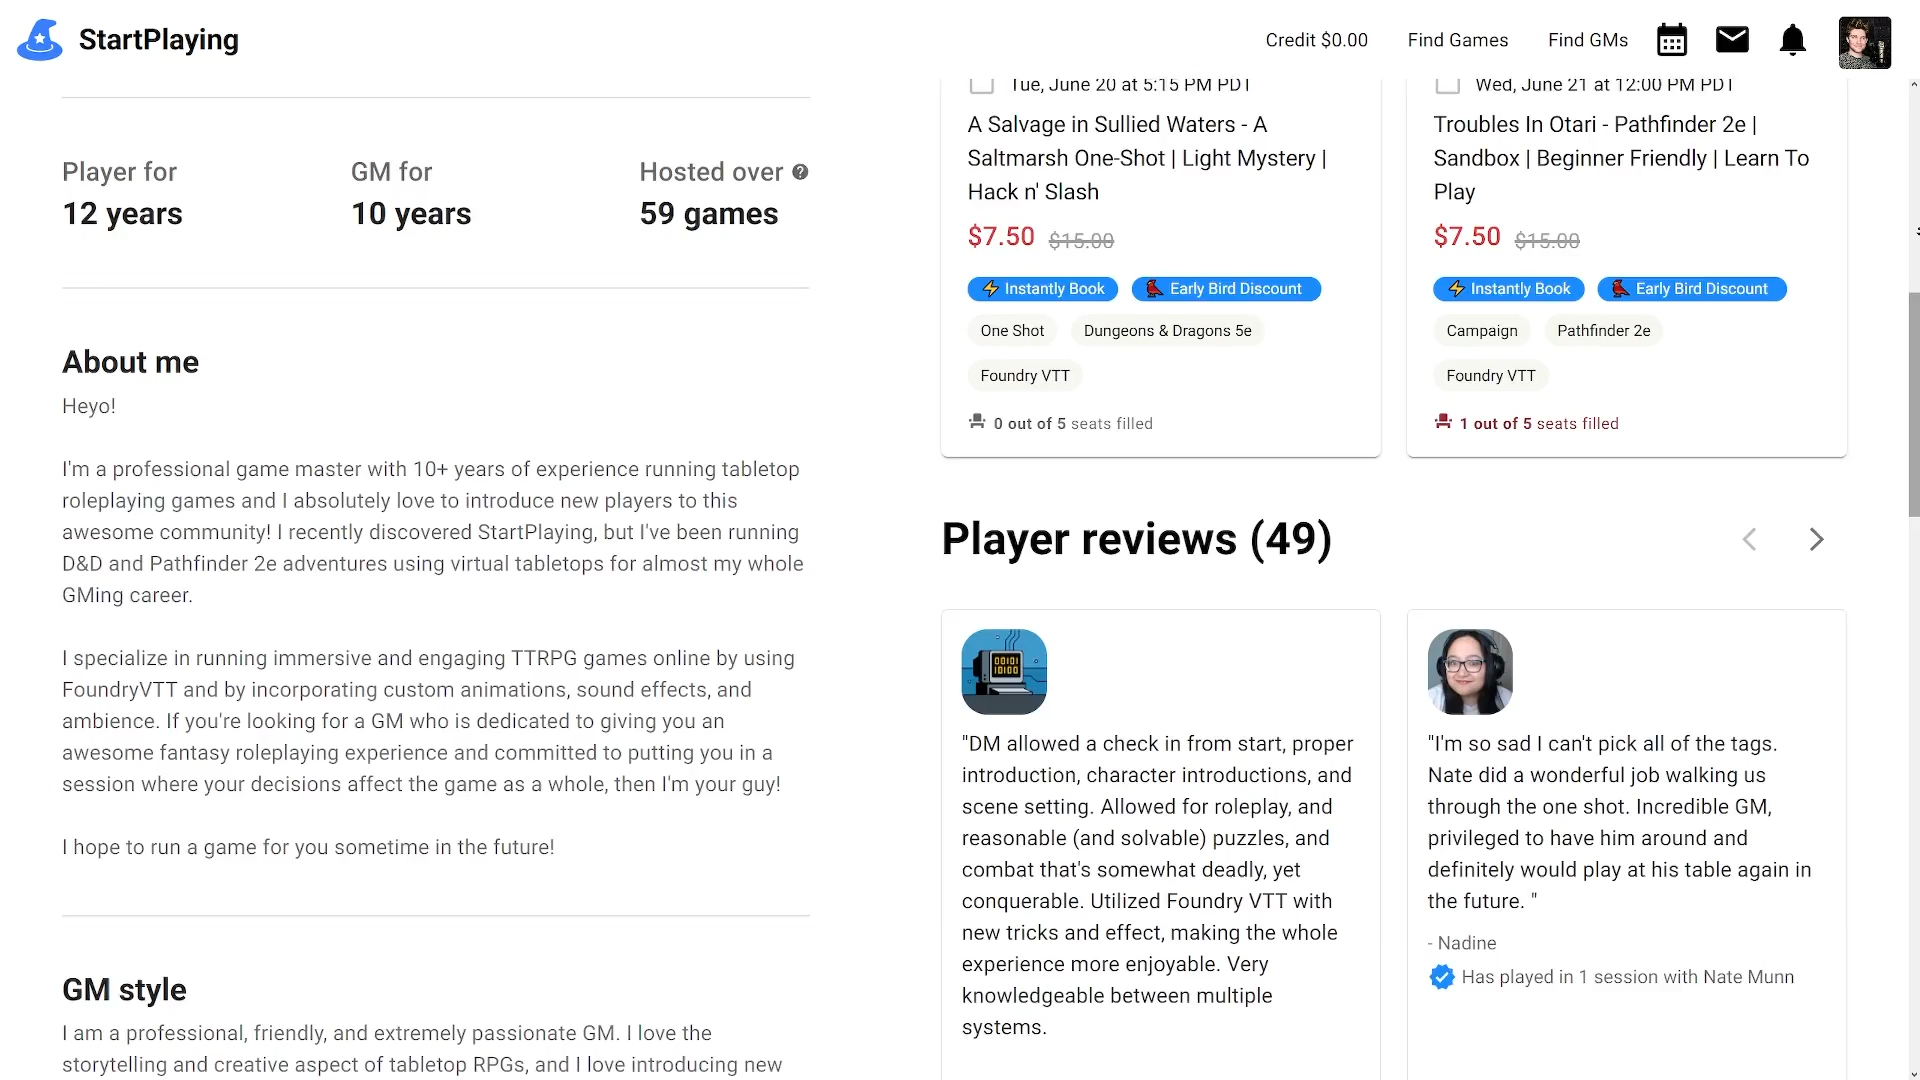 StartPlaying
Credit $0.00
Find Games
Find GMs
Player for
12 years
GM for
10 years
Hosted over
59 games
About me
Heyo!
I'm a professional game master with 10+ years of experience running tabletop
roleplaying games and I absolutely love to introduce new players to this
awesome community! I recently discovered StartPlaying, but I've been running
D&D and Pathfinder 2e adventures using virtual tabletops for almost my whole
GMing career.
I specialize in running immersive and engaging TTRPG games online by using
FoundryVTT and by incorporating custom animations, sound effects, and
ambience. If you're looking for a GM who is dedicated to giving you an
awesome fantasy roleplaying experience and committed to putting you in a
session where your decisions affect the game as a whole, then I'm your guy!
I hope to run a game for you sometime in the future!
GM style
I am a professional, friendly, and extremely passionate GM. I love the
storytelling and creative aspect of tabletop RPGs, and I love introducing new
Tue, June 20 at 5:15 PM PDT
A Salvage in Sullied Waters - A
Saltmarsh One-Shot | Light Mystery |
Hack n' Slash
$7.50 $15.00
Instantly Book
Early Bird Discount
One Shot
Dungeons & Dragons 5e
Foundry VTT
0 out of 5 seats filled
Wed, June 21 at 12:00 PM PDT
Troubles In Otari - Pathfinder 2e |
Sandbox | Beginner Friendly | Learn To
Play
$7.50 $15.00
Instantly Book
Early Bird Discount
Campaign
Pathfinder 2e
Foundry VTT
1 out of 5 seats filled
Player reviews (49)
00101
10100
"DM allowed a check in from start, proper
introduction, character introductions, and
scene setting. Allowed for roleplay, and
reasonable (and solvable) puzzles, and
combat that's somewhat deadly, yet
conquerable. Utilized Foundry VTT with
new tricks and effect, making the whole
experience more enjoyable. Very
knowledgeable between multiple
systems.
"I'm so sad I can't pick all of the tags.
Nate did a wonderful job walking us
through the one shot. Incredible GM,
privileged to have him around and
definitely would play at his table again in
the future. "
- Nadine
Has played in 1 session with Nate Munn